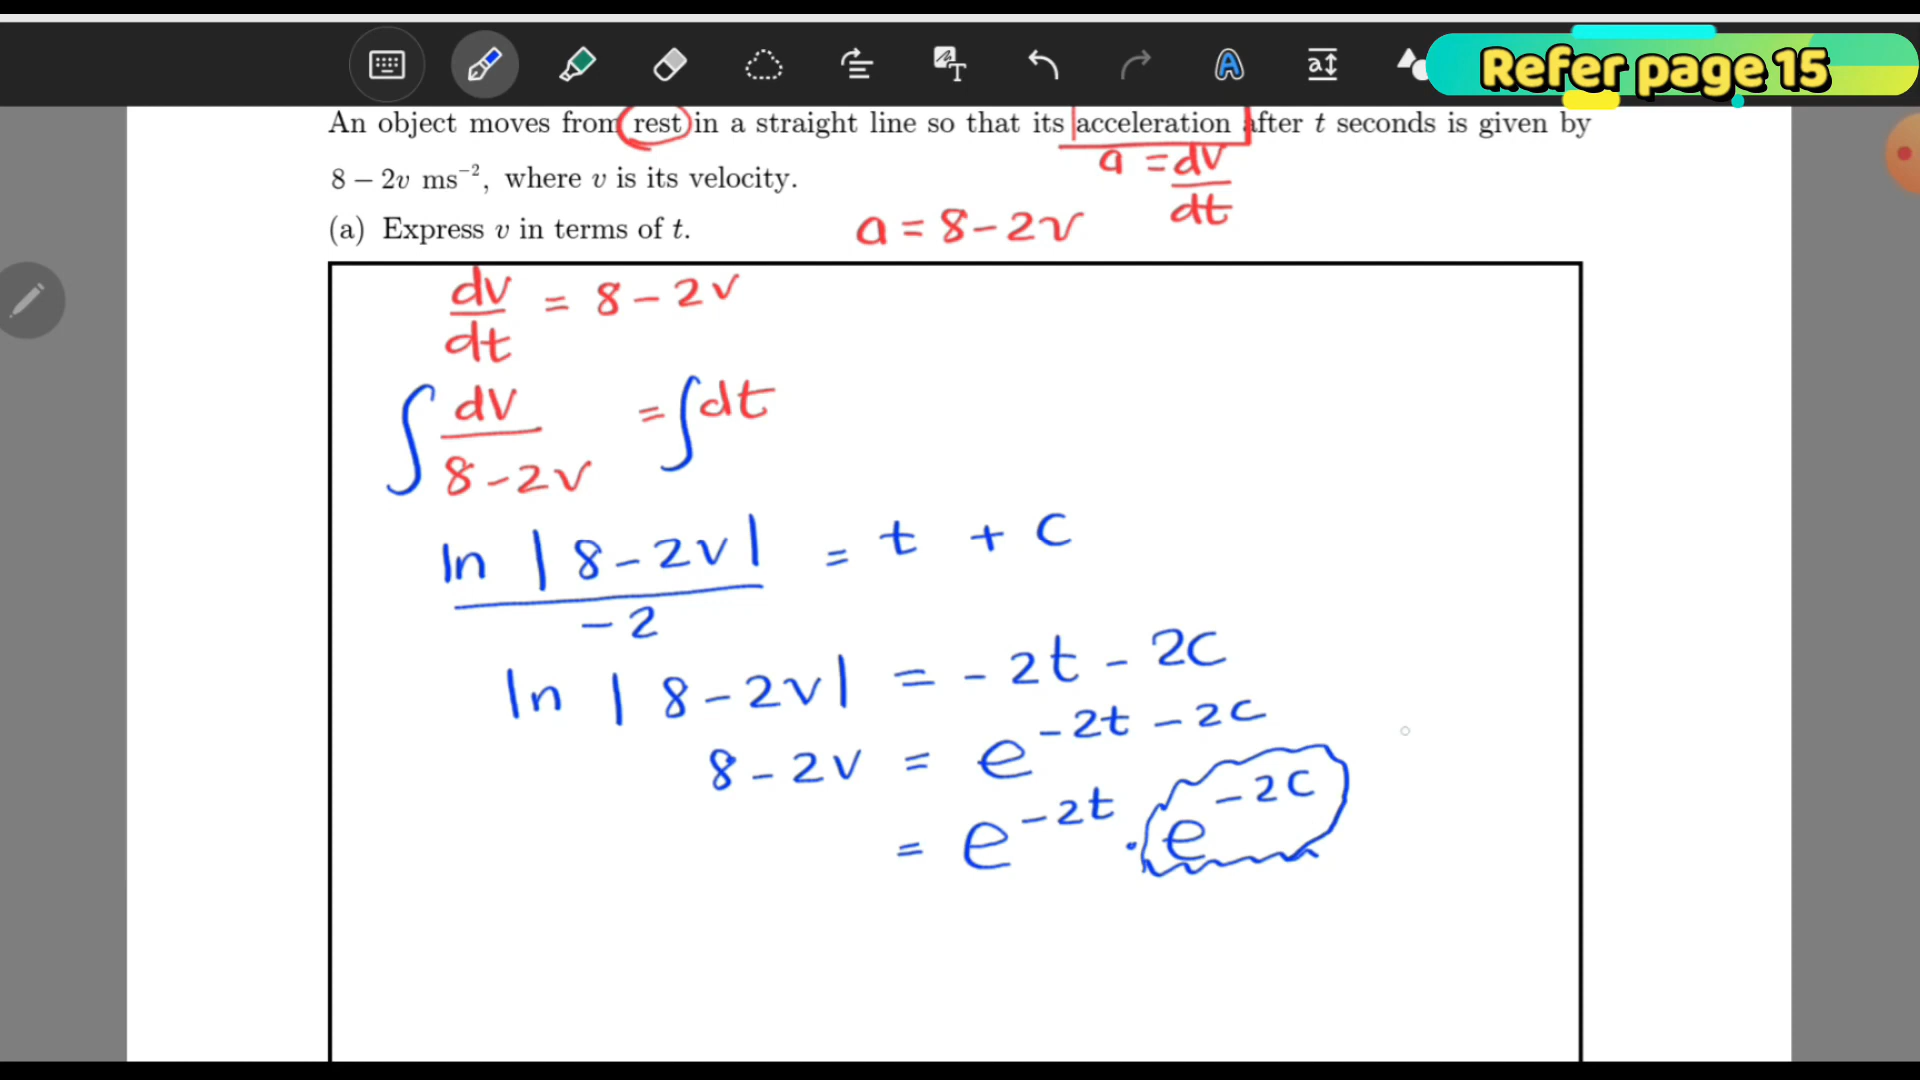 Refer page 15
An object moves from rest in a straight line so that its acceleration after t seconds is given by
a = dv/dt
8 − 2v ms⁻², where v is its velocity.
(a) Express v in terms of t.
a = 8 - 2v
dv/dt = 8 - 2v
∫ dv/(8 - 2v) = ∫ dt
ln |8 - 2v| / -2 = t + c
ln |8 - 2v| = -2t - 2c
8 - 2v = e^(-2t - 2c)
= e^(-2t) . e^(-2c)